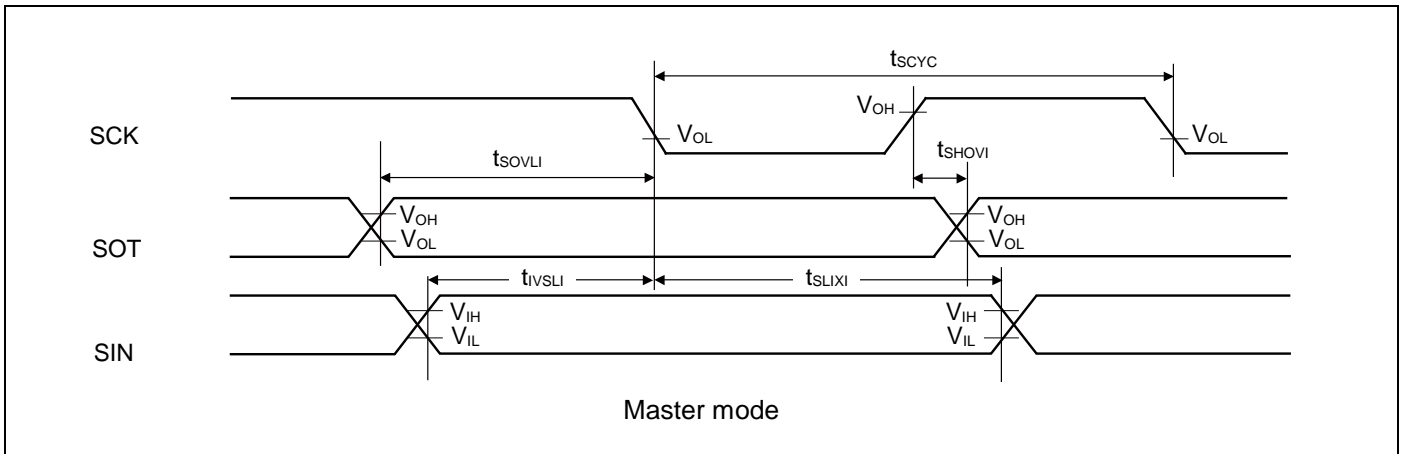 tSCYC
VOH
SCK
VOL
VOL
tSOVLI
tSHOVI
VOH
VOH
SOT
VOL
VOL
tIVSLI
tSLIXI
VIH
VIH
SIN
VIL
VIL
Master mode